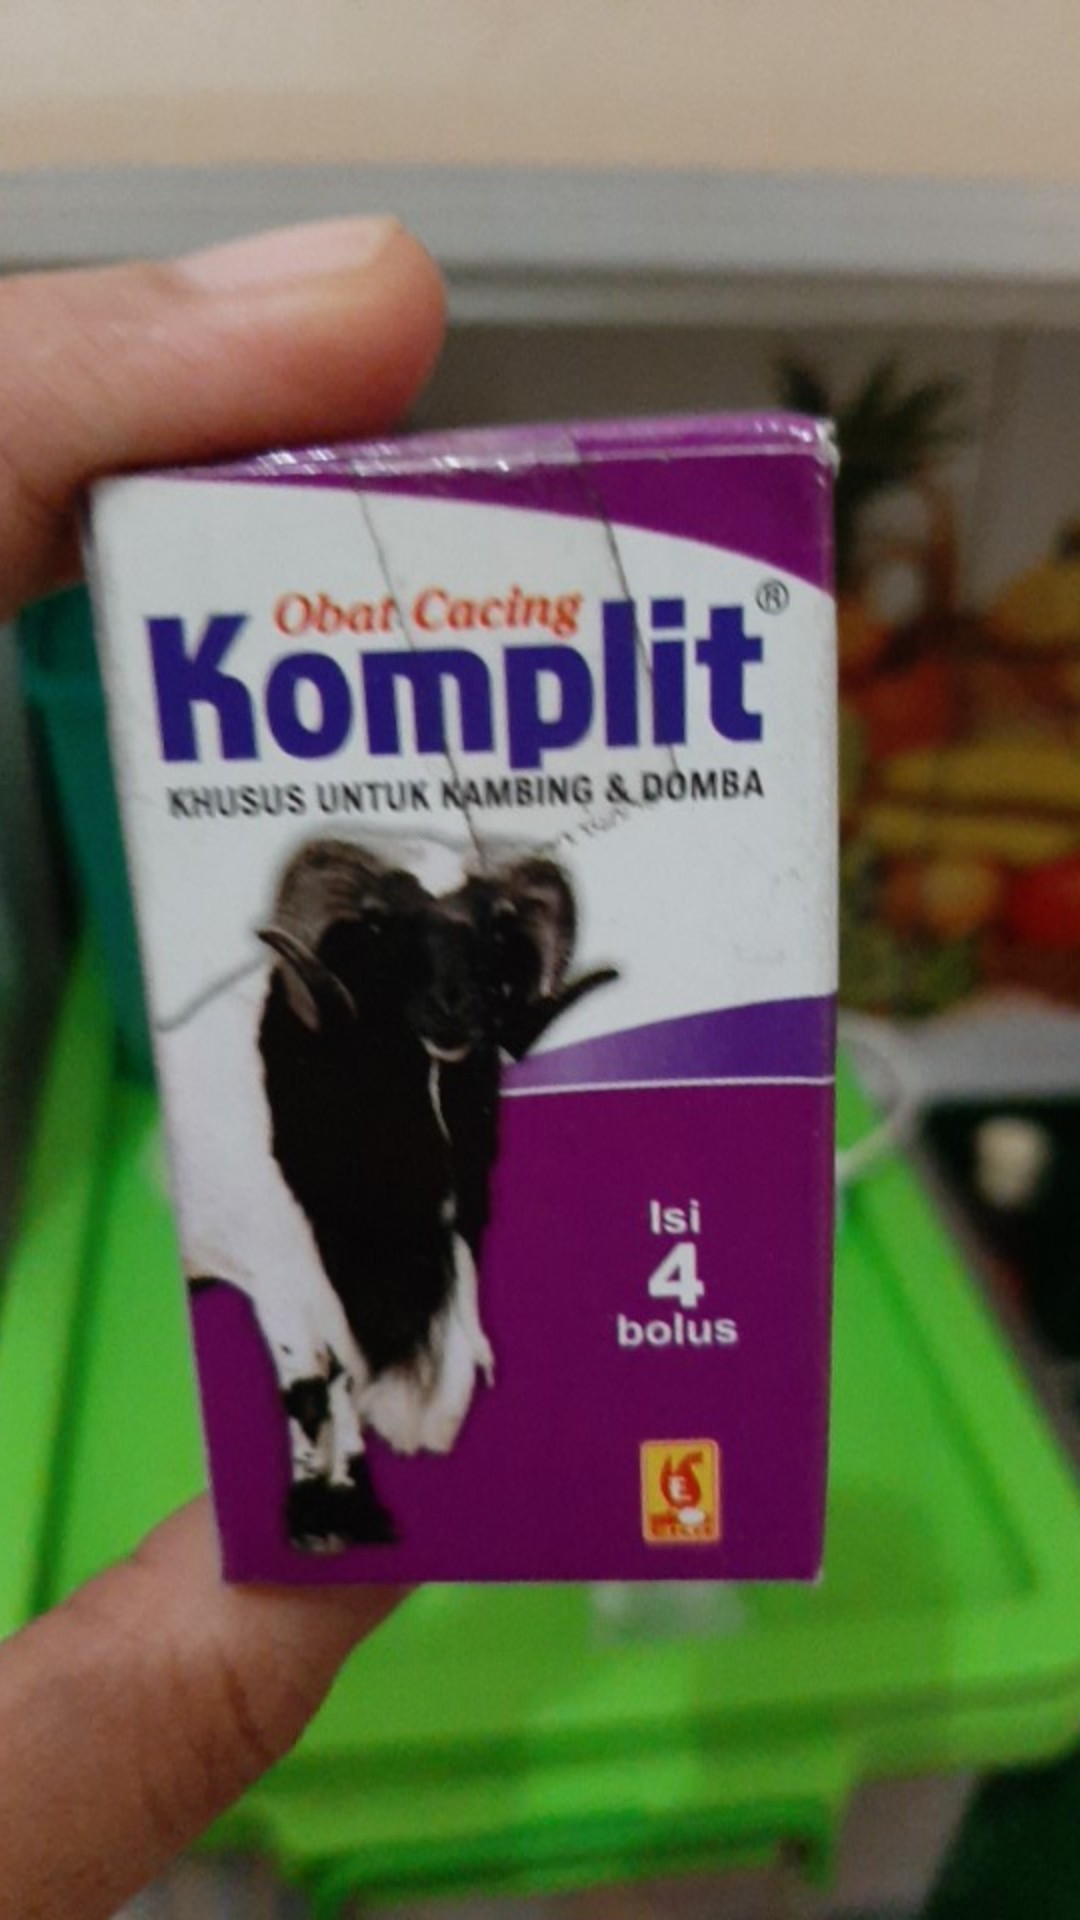 Obat Cacing
Komplit®
KHUSUS UNTUK KAMBING & DOMBA
Isi
4
bolus
E